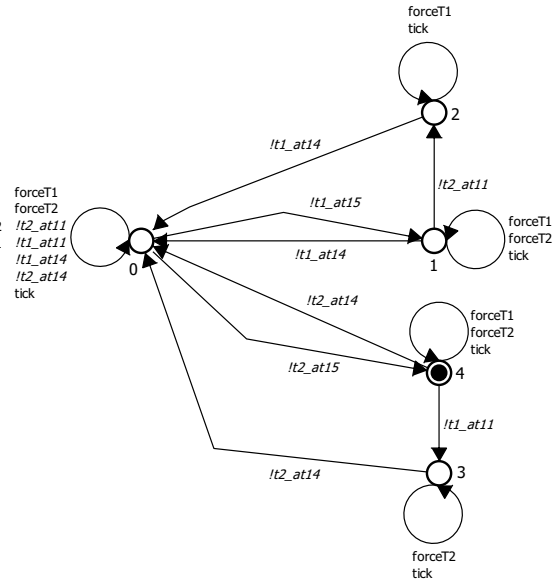 forceT1
tick
2
!t1_at14
!t2_at11
forceT1
forceT2
!t2_at11
!t1_at11
!t1_at14
!t2_at14
tick
0
!t1_at15
!t1_at14
forceT1
forceT2
tick
1
!t2_at14
forceT1
forceT2
tick
!t2_at15
4
!t1_at11
!t2_at14
3
forceT2
tick